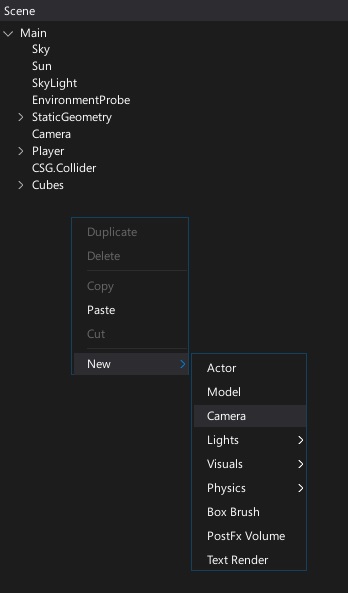 Scene
Main
Sky
Sun
SkyLight
EnvironmentProbe
StaticGeometry
Camera
Player
CSG.Collider
Cubes
Duplicate
Delete
Copy
Paste
Cut
New
Actor
Model
Camera
Lights
Visuals
Physics
Box Brush
PostFx Volume
Text Render